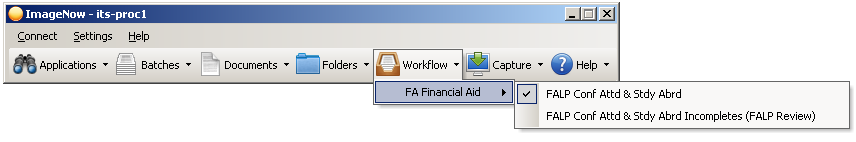 ImageNow - its-proc1
Connect Settings Help
Applications Batches Documents Folders Workflow Capture Help
FA Financial Aid
FALP Conf Attd & Stdy Abrd
FALP Conf Attd & Stdy Abrd Incompletes (FALP Review)